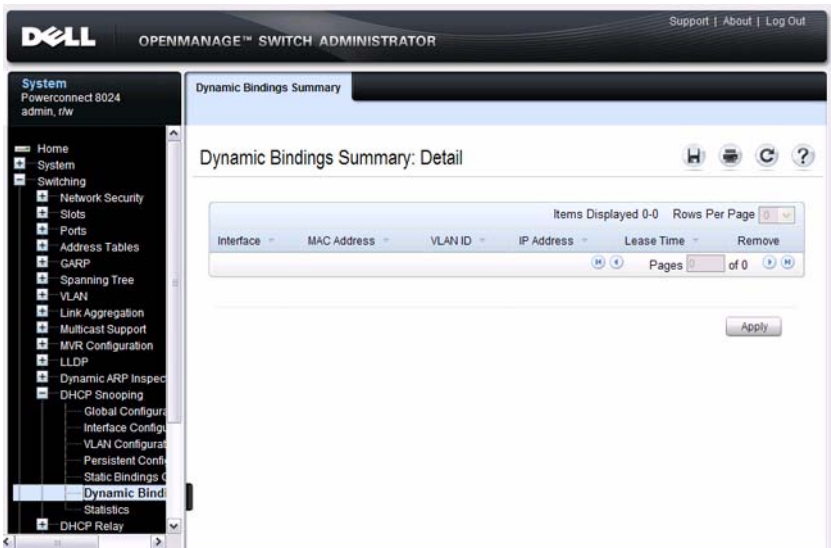 Support | About | Log Out
DELL OPENMANAGE™ SWITCH ADMINISTRATOR
System
Powerconnect 8024
admin, r/w
Home
System
Switching
Network Security
Slots
Ports
Address Tables
GARP
Spanning Tree
VLAN
Link Aggregation
Multicast Support
MVR Configuration
LLDP
Dynamic ARP Inspec
DHCP Snooping
Global Configura
Interface Configu
VLAN Configurat
Persistent Confi
Static Bindings C
Dynamic Bindi
Statistics
DHCP Relay
Dynamic Bindings Summary
Dynamic Bindings Summary: Detail
Items Displayed 0-0 Rows Per Page 0
Interface MAC Address VLAN ID IP Address Lease Time Remove
Pages 0 of 0
Apply